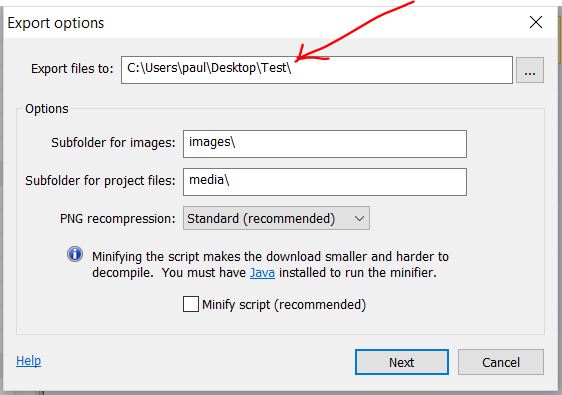 Export options
Export files to: C:\Users\paul\Desktop\Test\ ...
Options
Subfolder for images: images\
Subfolder for project files: media\
PNG recompression: Standard (recommended)
Minifying the script makes the download smaller and harder to
decompile. You must have Java installed to run the minifier.
Minify script (recommended)
Help Next Cancel